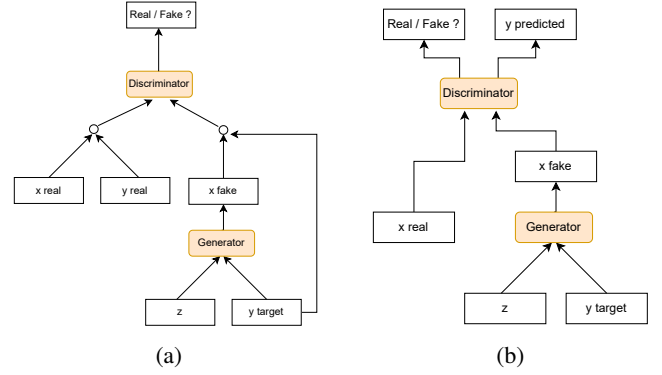 Real / Fake ?
Discriminator
x real
y real
x fake
Generator
z
y target
(a)
Real / Fake ?
y predicted
Discriminator
x fake
x real
Generator
z
y target
(b)